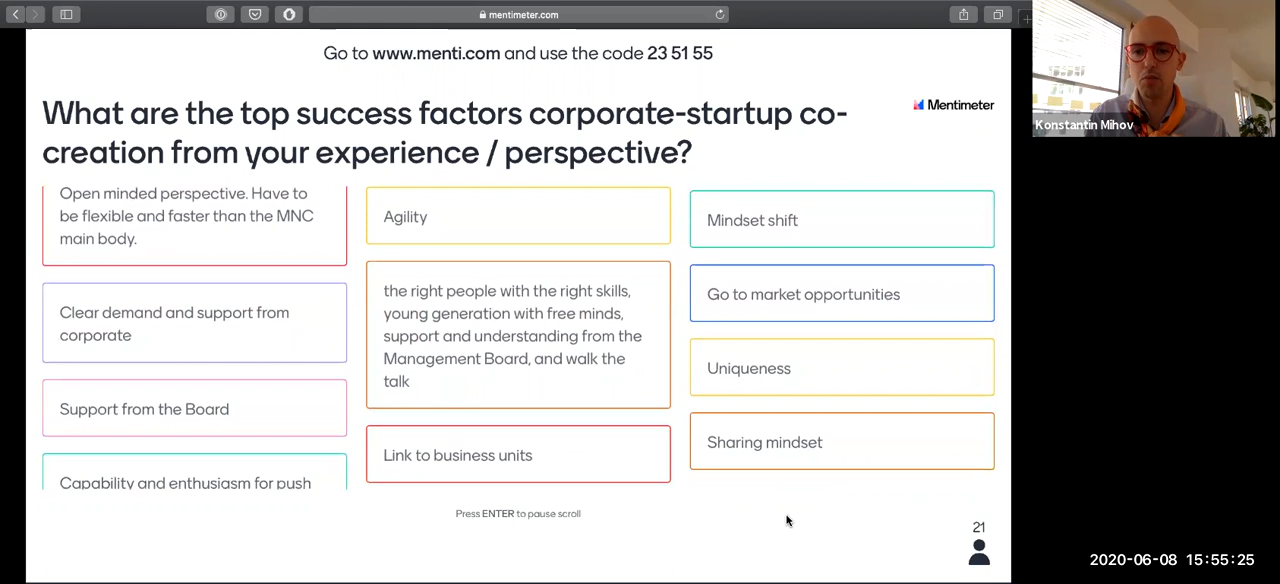 mentimeter.com
Go to www.menti.com and use the code 23 51 55
What are the top success factors corporate-startup co-
creation from your experience / perspective?
Mentimeter
Konstantin Mihov
Open minded perspective. Have to
be flexible and faster than the MNC
main body.
Clear demand and support from
corporate
Support from the Board
Capability and enthusiasm for push
Agility
the right people with the right skills,
young generation with free minds,
support and understanding from the
Management Board, and walk the
talk
Link to business units
Mindset shift
Go to market opportunities
Uniqueness
Sharing mindset
Press ENTER to pause scroll
21
2020-06-08 15:55:25